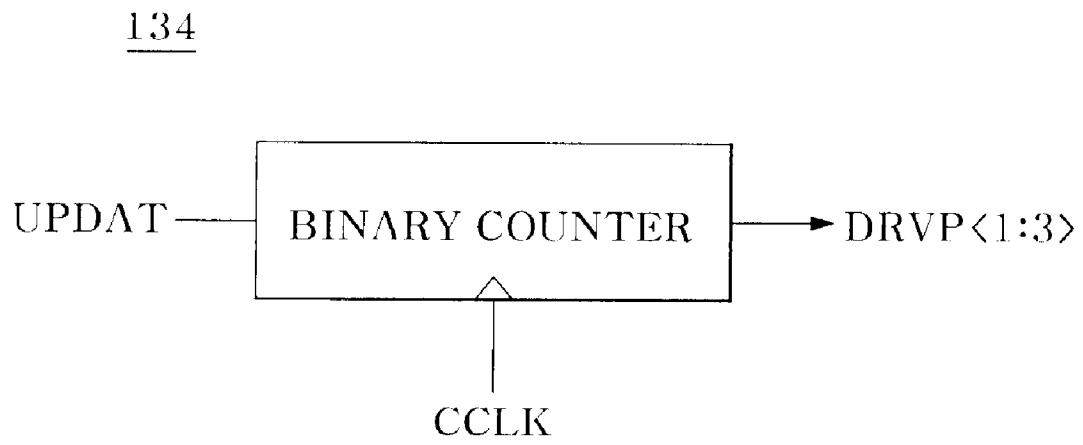 134
UPDAT
BINARY COUNTER
DRVP<1:3>
CCLK